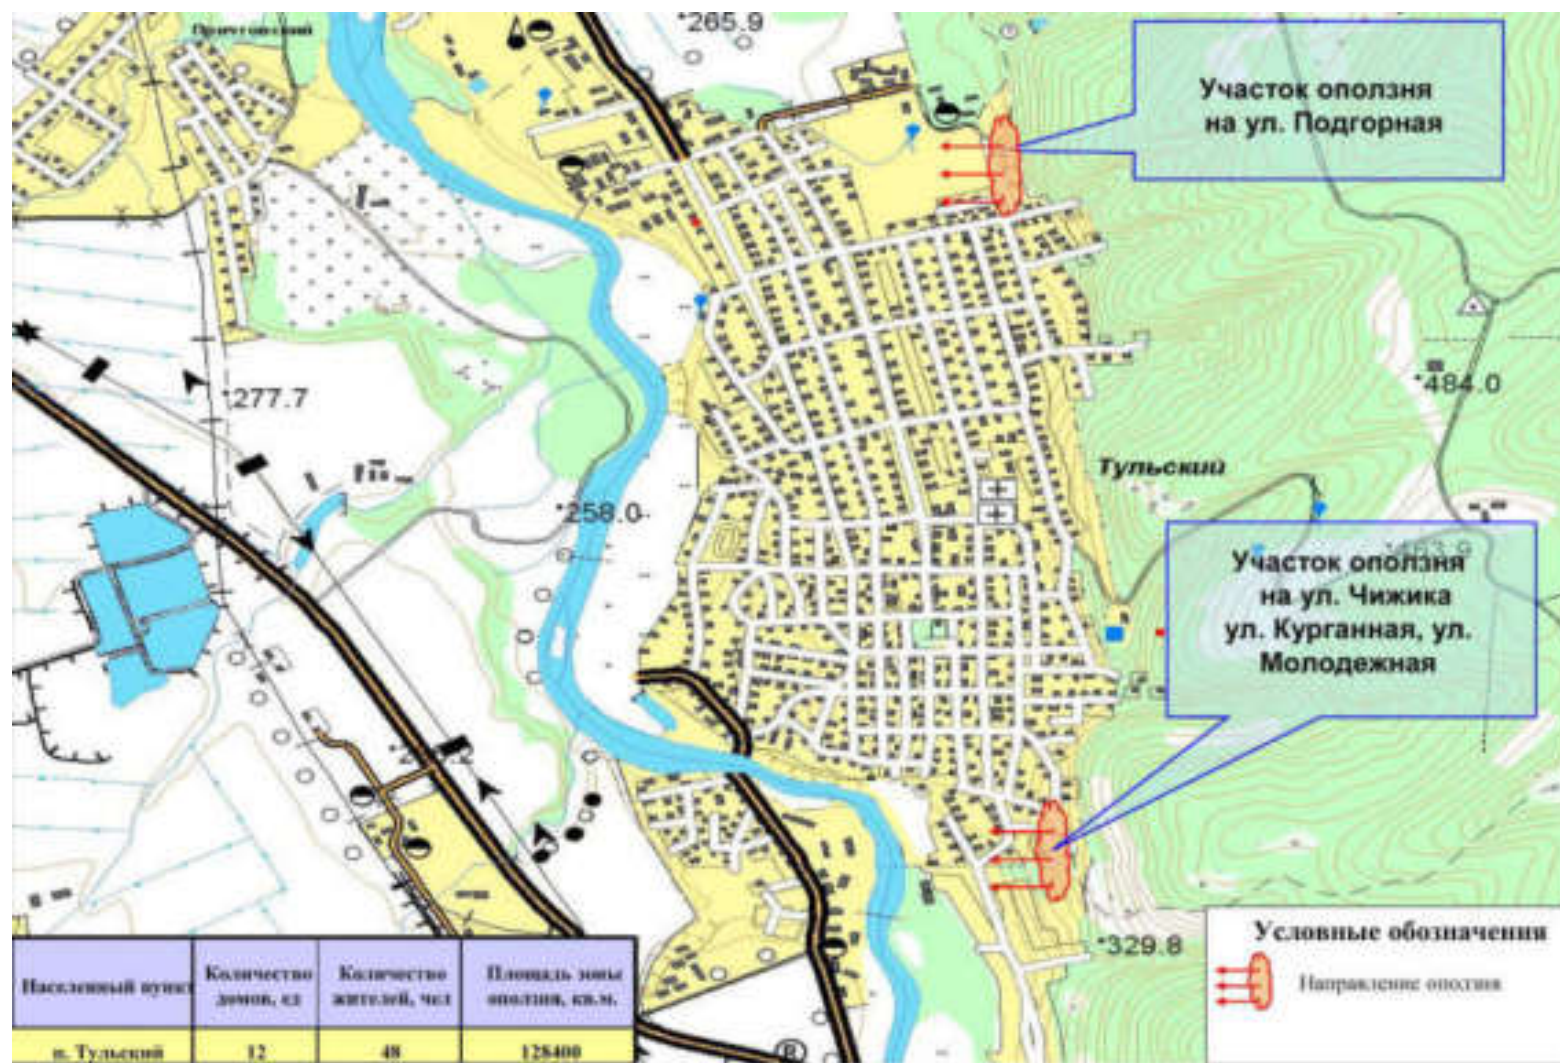 265.9
Участок оползня
на ул. Подгорная
277.7
484.0
Тульский
258.0
Участок оползня
на ул. Чижика
ул. Курганная, ул.
Молодежная
329.8
Условные обозначения
Направление оползня
Населенный пункт
Количество
домов, ед
Количество
жителей, чел
Площадь зоны
оползня, кв.м.
п. Тульский
12
48
128400